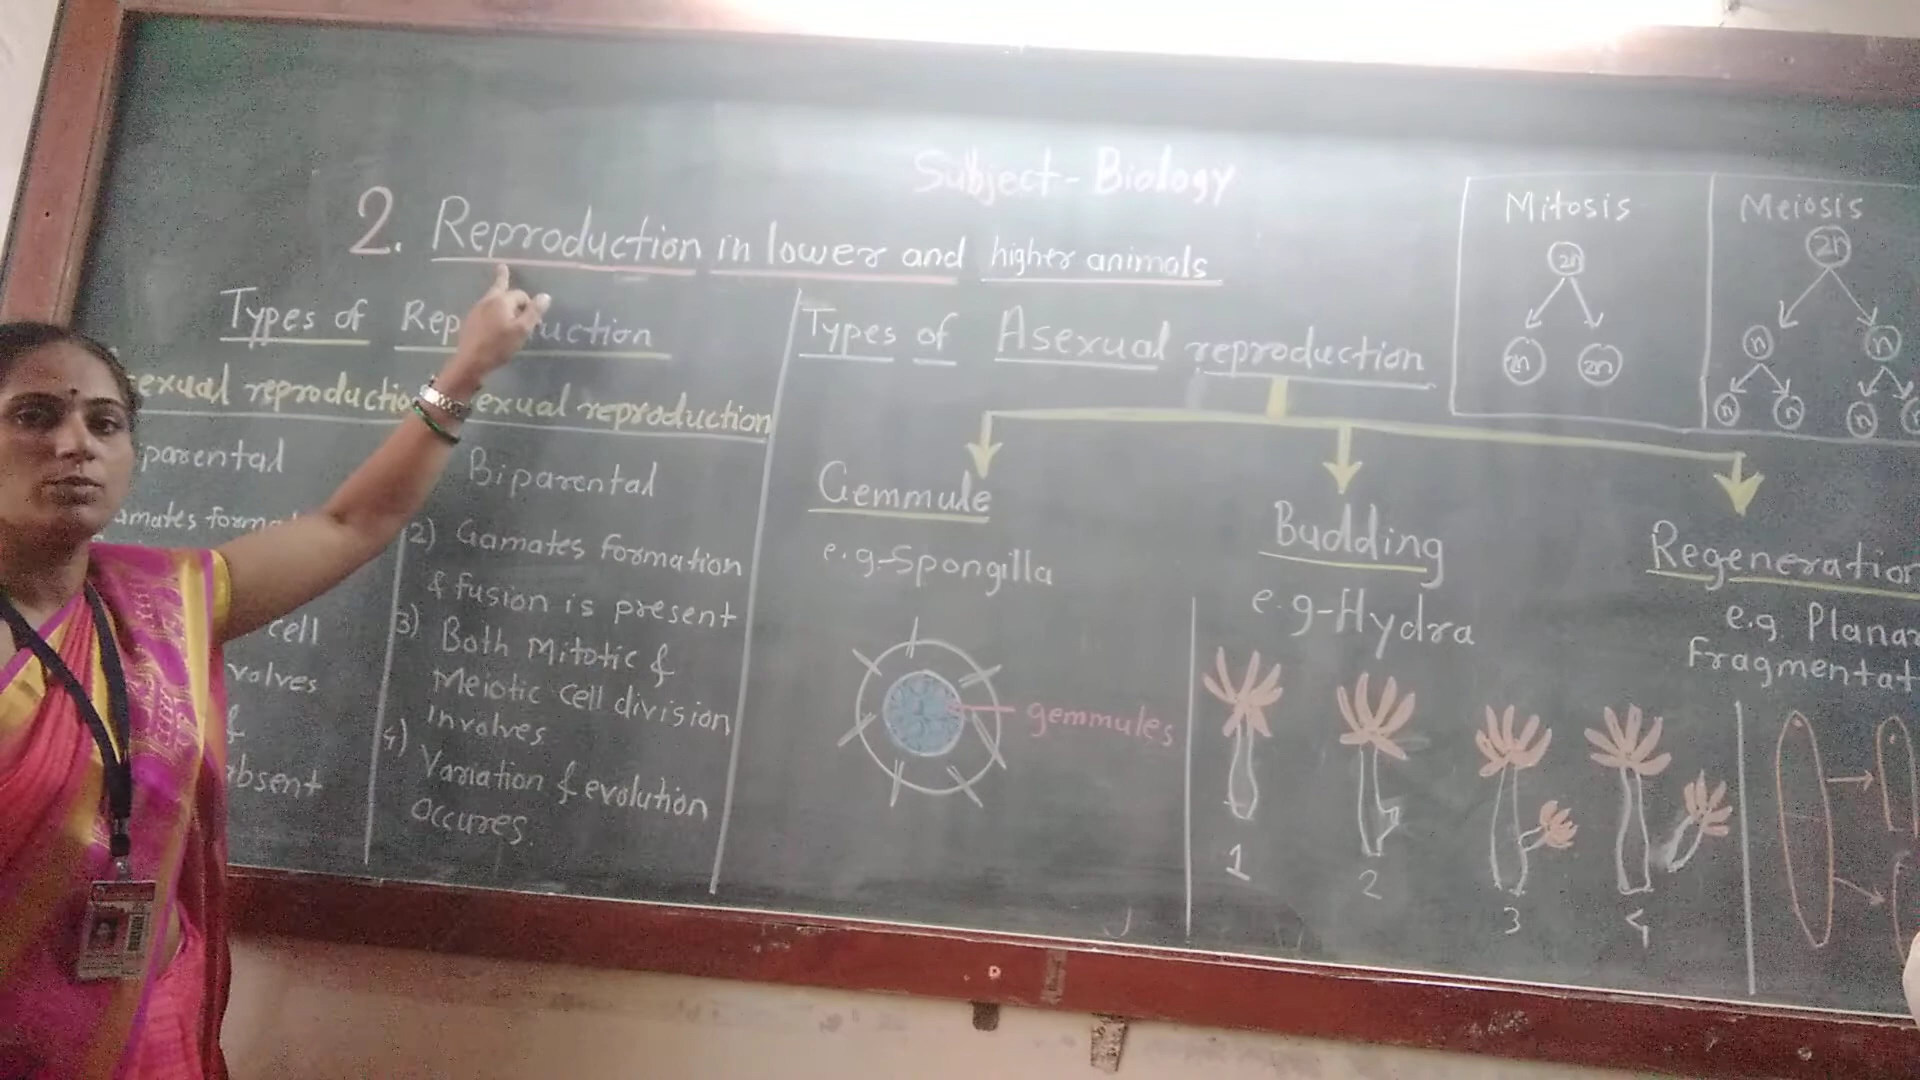 Subject - Biology
2. Reproduction in lower and higher animals
Types of Rep uction
exual reproductio exual reproduction
parental
amates forma
cell
volves
&
absent
Biparental
2) Gamates formation
& fusion is present
3) Both Mitotic &
Meiotic cell division
Involves
4) Variation & evolution
Occures.
Types of Asexual reproduction
Gemmule
e.g-Spongilla
gemmules
Budding
e.g-Hydra
1
2
3
4
Regeneration
e.g. Plana
fragmentat
Mitosis
2n
2n 2n
Meiosis
2n
n n
n n n n